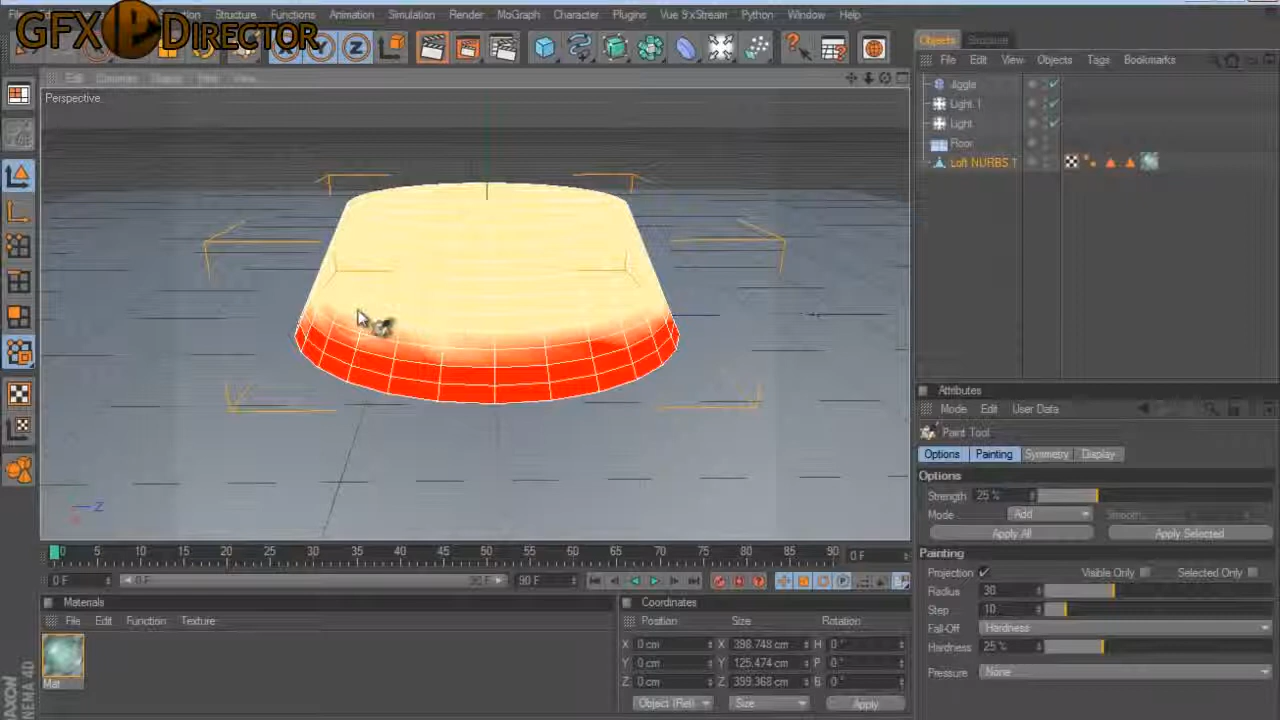 GFX DIRECTOR
Structure Functions Animation Simulation Render MoGraph Character Plugins Vue 9'xStream Python Window Help
Objects Structure
File Edit View Objects Tags Bookmarks
Perspective
Jiggle
Light.1
Light
Floor
Loft NURBS 1
Attributes
Mode Edit User Data
Paint Tool
Options Painting Symmetry Display
Options
Strength 25 %
Mode Add Smooth...
Apply All Apply Selected
Painting
Projection Visible Only Selected Only
Radius 30
Step 10
Fall-Off Hardness
Hardness 25 %
Pressure None
0 5 10 15 20 25 30 35 40 45 50 55 60 65 70 75 80 85 90 0 F
0 F 0 F 90 F 90 F
Materials
File Edit Function Texture
Mat
Coordinates
Position Size Rotation
X 0 cm X 398.748 cm H 0 °
Y 0 cm Y 125.474 cm P 0 °
Z 0 cm Z 359.368 cm B 0 °
Object (Rel) Size Apply
X
Y
Z
Z